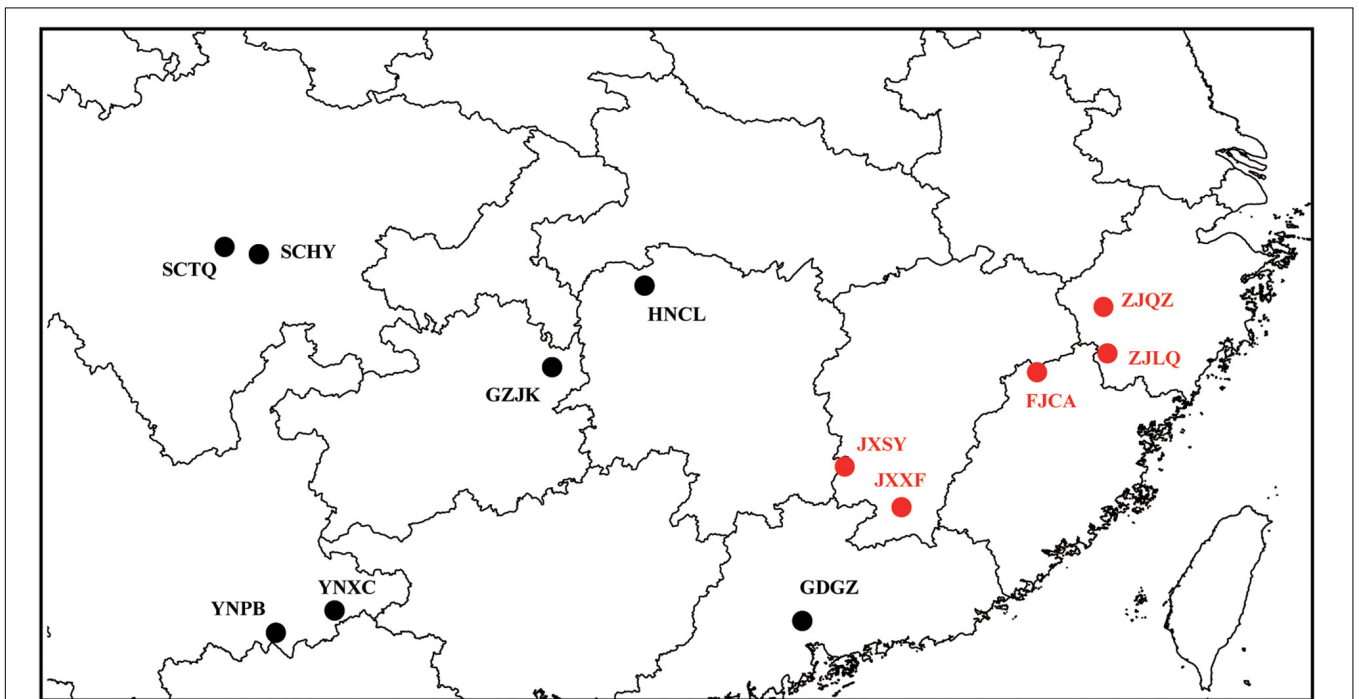 SCHY
SCTQ
ZJQZ
HNCL
ZJLQ
GZJK
FJCA
JXSY
JXXF
YNXC
GDGZ
YNPB